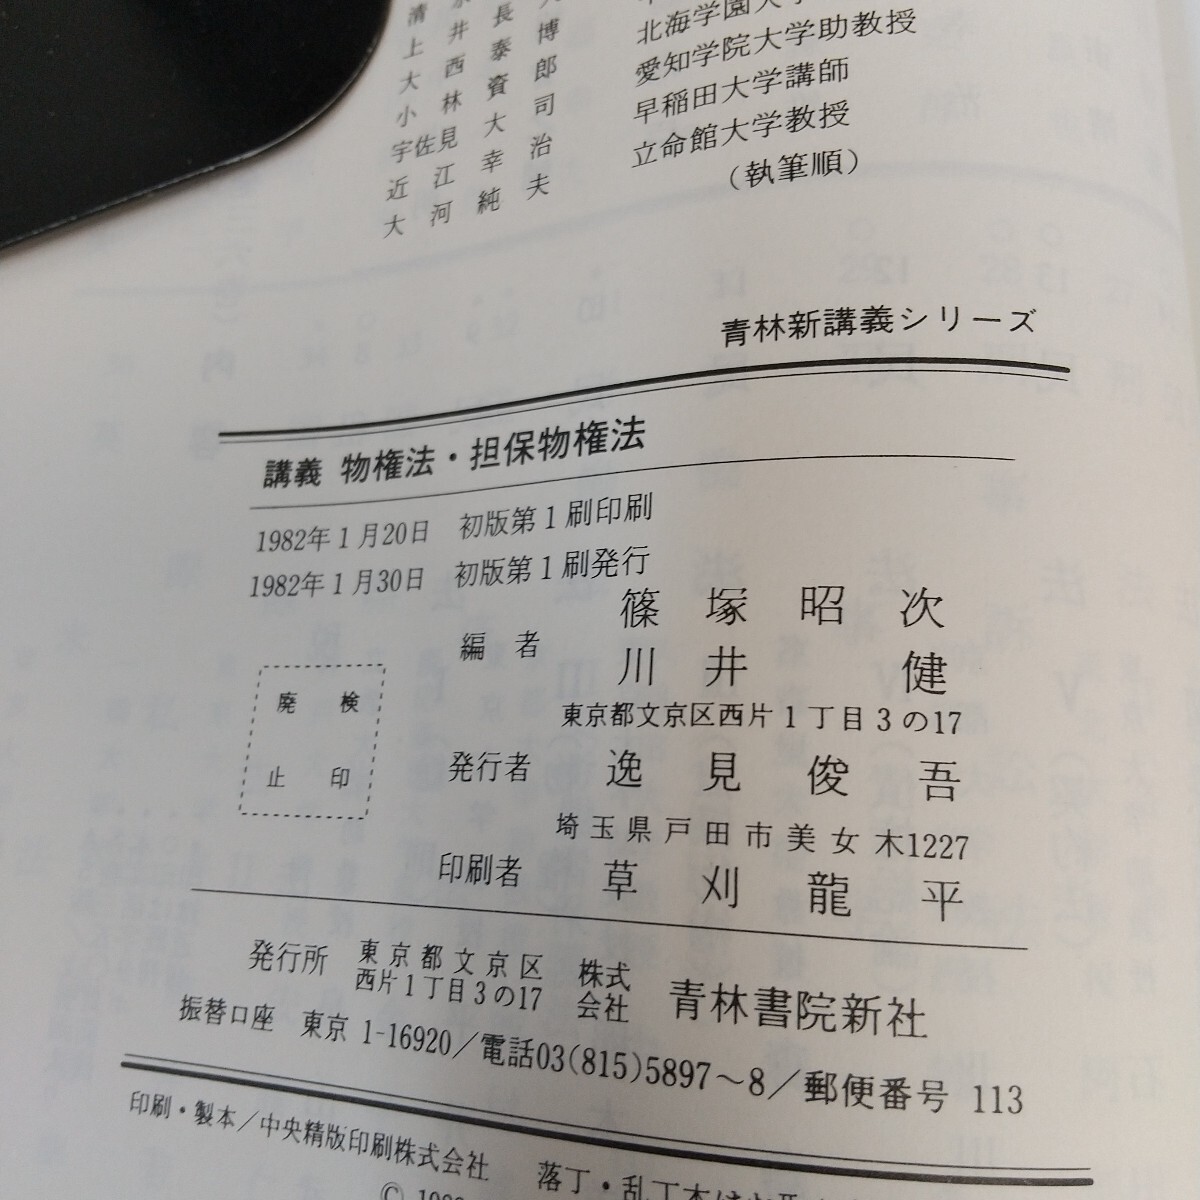 清 長
上 井 泰 博
大 西 資 郎
小 林 司
宇佐見 大 治
近 江 幸
大 河 純 夫
北海学園大学
愛知学院大学助教授
早稲田大学講師
立命館大学教授
(執筆順)
青林新講義シリーズ
講義 物権法・担保物権法
1982年1月20日 初版第1刷印刷
1982年1月30日 初版第1刷発行
編者 篠塚昭次
川井 健
東京都文京区西片1丁目3の17
発行者 逸見俊吾
埼玉県戸田市美女木1227
印刷者 草刈龍平
廃 検
止 印
発行所 東京都文京区
西片1丁目3の17
株式
会社
青林書院新社
振替口座 東京 1-16920/電話03(815)5897〜8/郵便番号 113
印刷・製本/中央精版印刷株式会社 落丁・乱丁本は
©